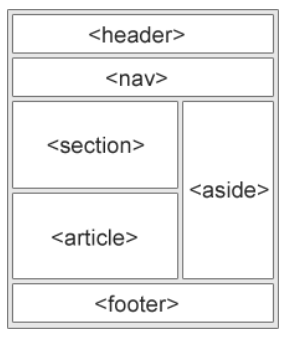 <header>
<nav>
<section>
<aside>
<article>
<footer>